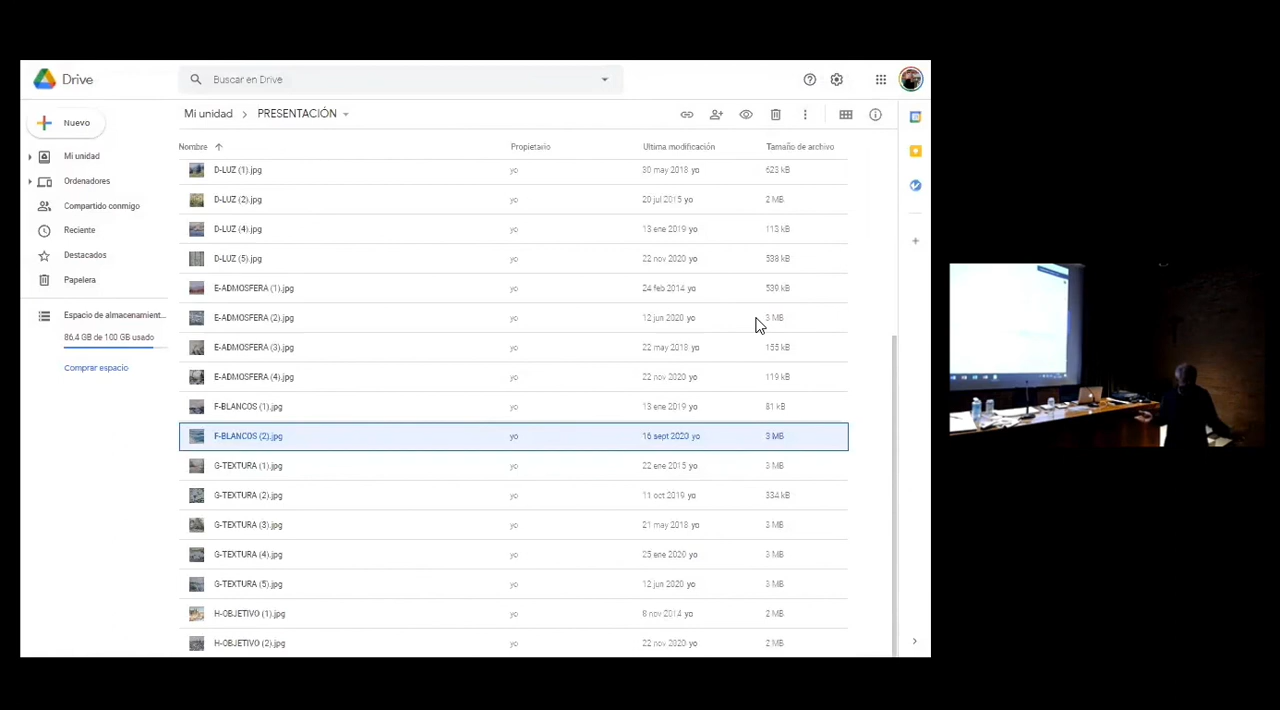 Drive
Buscar en Drive
Nuevo
Mi unidad
Ordenadores
Compartido conmigo
Reciente
Destacados
Papelera
Espacio de almacenamient...
86,4 GB de 100 GB usado
Comprar espacio
Mi unidad > PRESENTACIÓN
Nombre Propietario Última modificación Tamaño de archivo
D-LUZ (1).jpg yo 30 may 2018 yo 623 kB
D-LUZ (2).jpg yo 20 jul 2015 yo 2 MB
D-LUZ (4).jpg yo 13 ene 2019 yo 113 kB
D-LUZ (5).jpg yo 22 nov 2020 yo 538 kB
E-ADMOSFERA (1).jpg yo 24 feb 2014 yo 539 kB
E-ADMOSFERA (2).jpg yo 12 jun 2020 yo 3 MB
E-ADMOSFERA (3).jpg yo 22 may 2018 yo 155 kB
E-ADMOSFERA (4).jpg yo 22 nov 2020 yo 119 kB
F-BLANCOS (1).jpg yo 13 ene 2019 yo 81 kB
F-BLANCOS (2).jpg yo 16 sept 2020 yo 3 MB
G-TEXTURA (1).jpg yo 22 ene 2015 yo 3 MB
G-TEXTURA (2).jpg yo 11 oct 2019 yo 334 kB
G-TEXTURA (3).jpg yo 21 may 2018 yo 3 MB
G-TEXTURA (4).jpg yo 25 ene 2020 yo 3 MB
G-TEXTURA (5).jpg yo 12 jun 2020 yo 3 MB
H-OBJETIVO (1).jpg yo 8 nov 2014 yo 2 MB
H-OBJETIVO (2).jpg yo 22 nov 2020 yo 2 MB